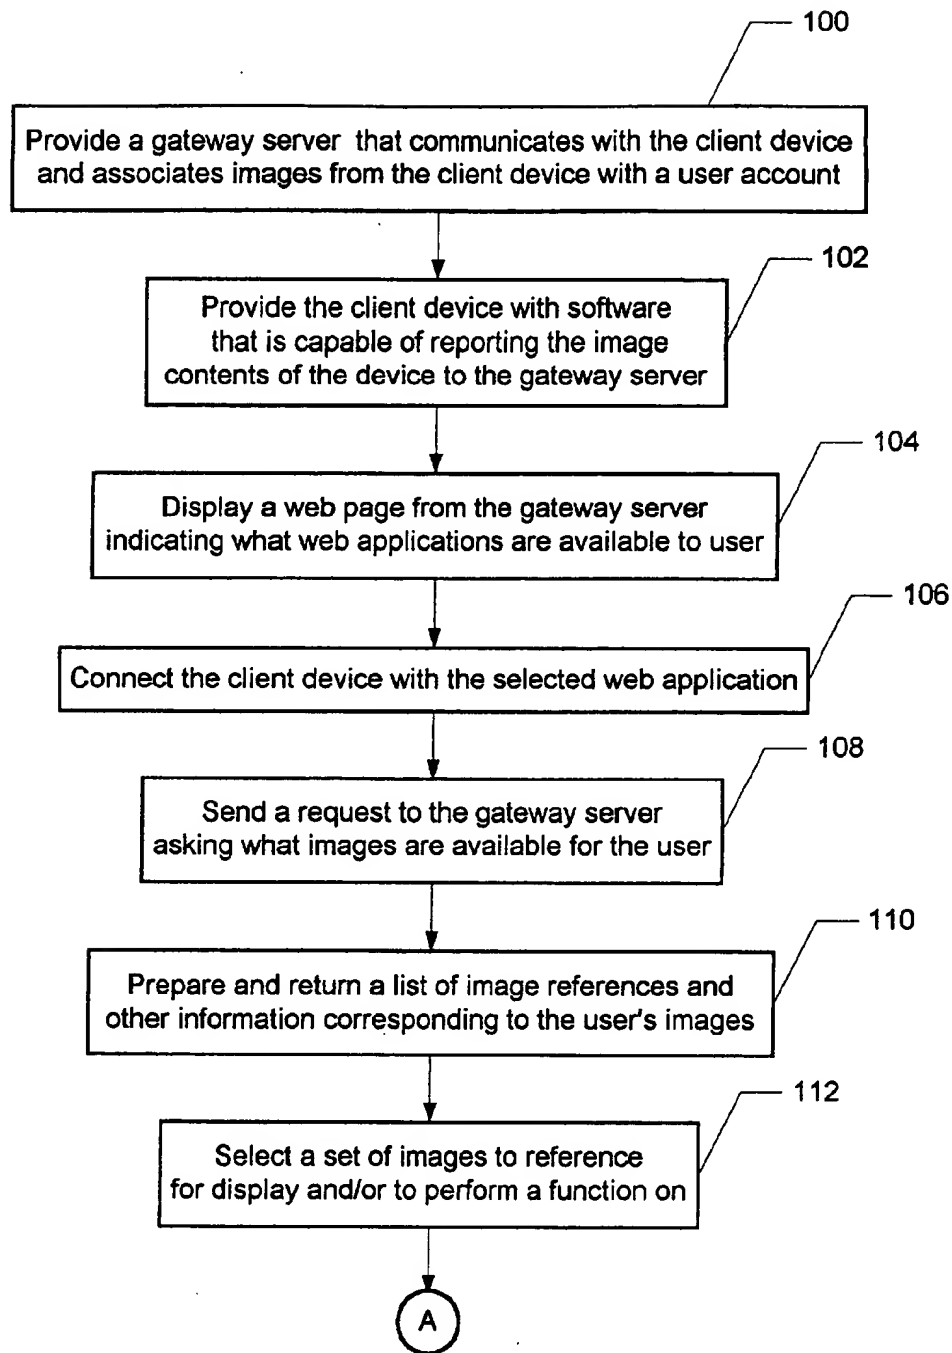 100
Provide a gateway server that communicates with the client device
and associates images from the client device with a user account
102
Provide the client device with software
that is capable of reporting the image
contents of the device to the gateway server
104
Display a web page from the gateway server
indicating what web applications are available to user
106
Connect the client device with the selected web application
108
Send a request to the gateway server
asking what images are available for the user
110
Prepare and return a list of image references and
other information corresponding to the user's images
112
Select a set of images to reference
for display and/or to perform a function on
A